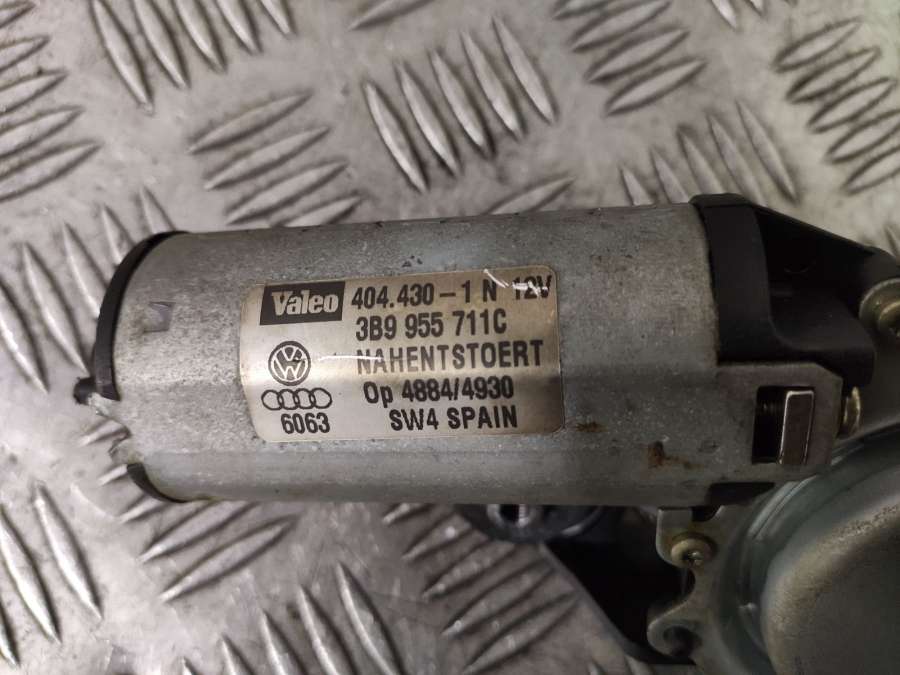 Valeo 404.430-1 N 12V
3B9 955 711C
NAHENTSTOERT
Op 4884/4930
6063 SW4 SPAIN